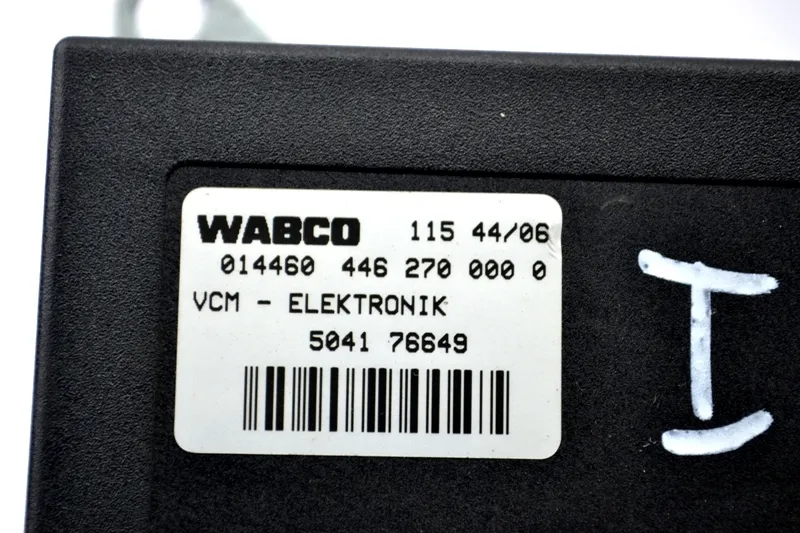 WABCO 115 44/06
014460 446 270 000 0
VCM - ELEKTRONIK
5041 76649
I